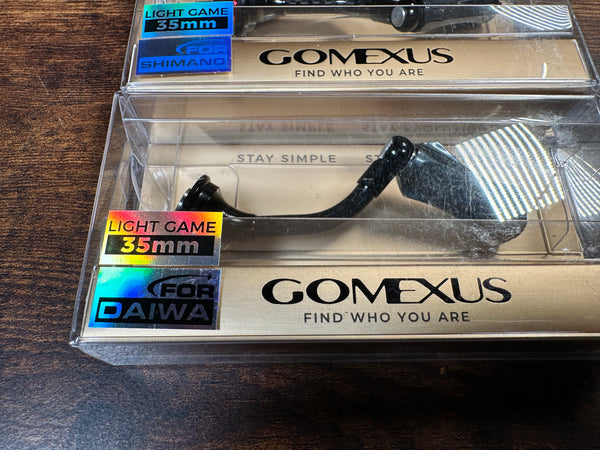 LIGHT GAME
35mm
FOR
SHIMANO
GOMEXUS
FIND WHO YOU ARE
STAY SIMPLE
STAY SIMPLE
LIGHT GAME
35mm
FOR
DAIWA
GOMEXUS
FIND WHO YOU ARE